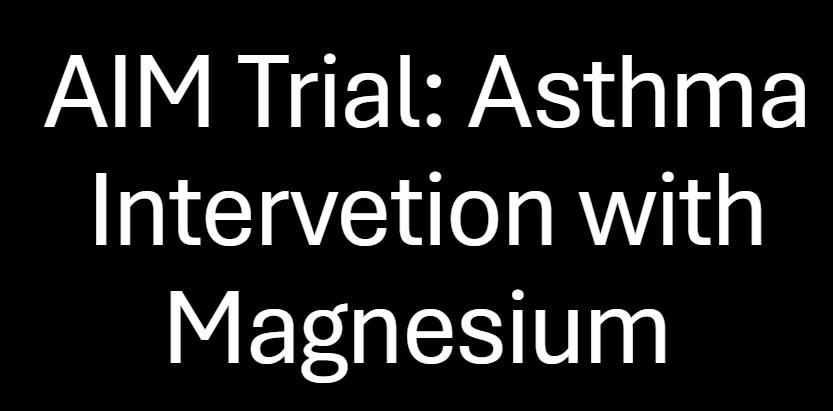 AIM Trial: Asthma
Intervetion with
Magnesium